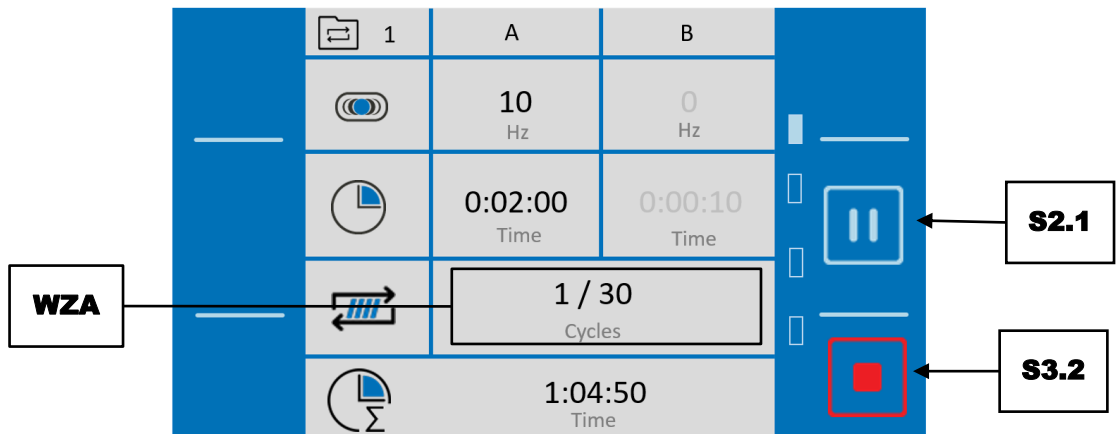 1 A B
10 0
Hz Hz
S2.1
0:02:00 0:00:10
Time Time
WZA
1 / 30
Cycles
S3.2
1:04:50
Time
Σ